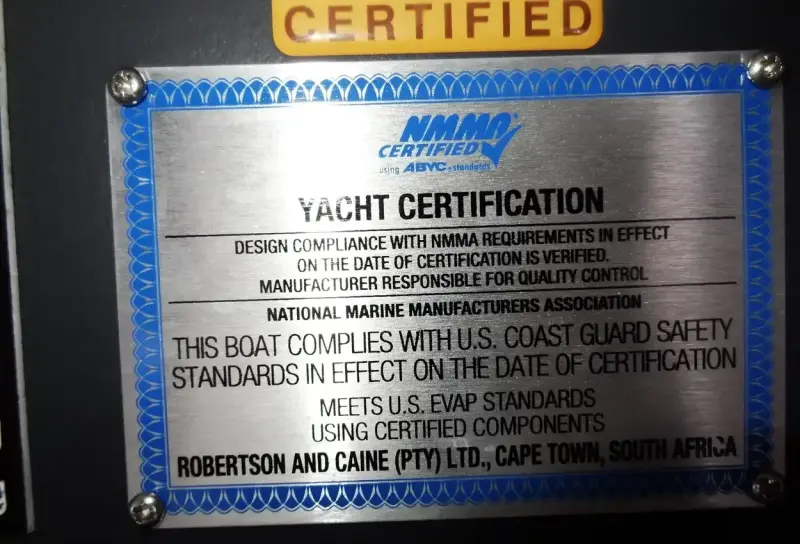 CERTIFIED
NMMA®
CERTIFIED
using ABYC standards
YACHT CERTIFICATION
DESIGN COMPLIANCE WITH NMMA REQUIREMENTS IN EFFECT
ON THE DATE OF CERTIFICATION IS VERIFIED.
MANUFACTURER RESPONSIBLE FOR QUALITY CONTROL
NATIONAL MARINE MANUFACTURERS ASSOCIATION
THIS BOAT COMPLIES WITH U.S. COAST GUARD SAFETY
STANDARDS IN EFFECT ON THE DATE OF CERTIFICATION
MEETS U.S. EVAP STANDARDS
USING CERTIFIED COMPONENTS
ROBERTSON AND CAINE (PTY) LTD., CAPE TOWN, SOUTH AFRICA